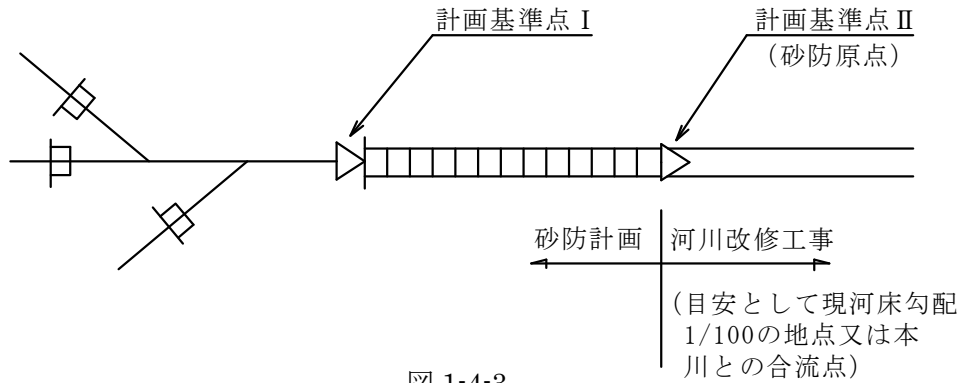 計画基準点Ⅰ
計画基準点Ⅱ
（砂防原点）
砂防計画
河川改修工事
（目安として現河床勾配
1/100の地点又は本
川との合流点）
図 1-4-3